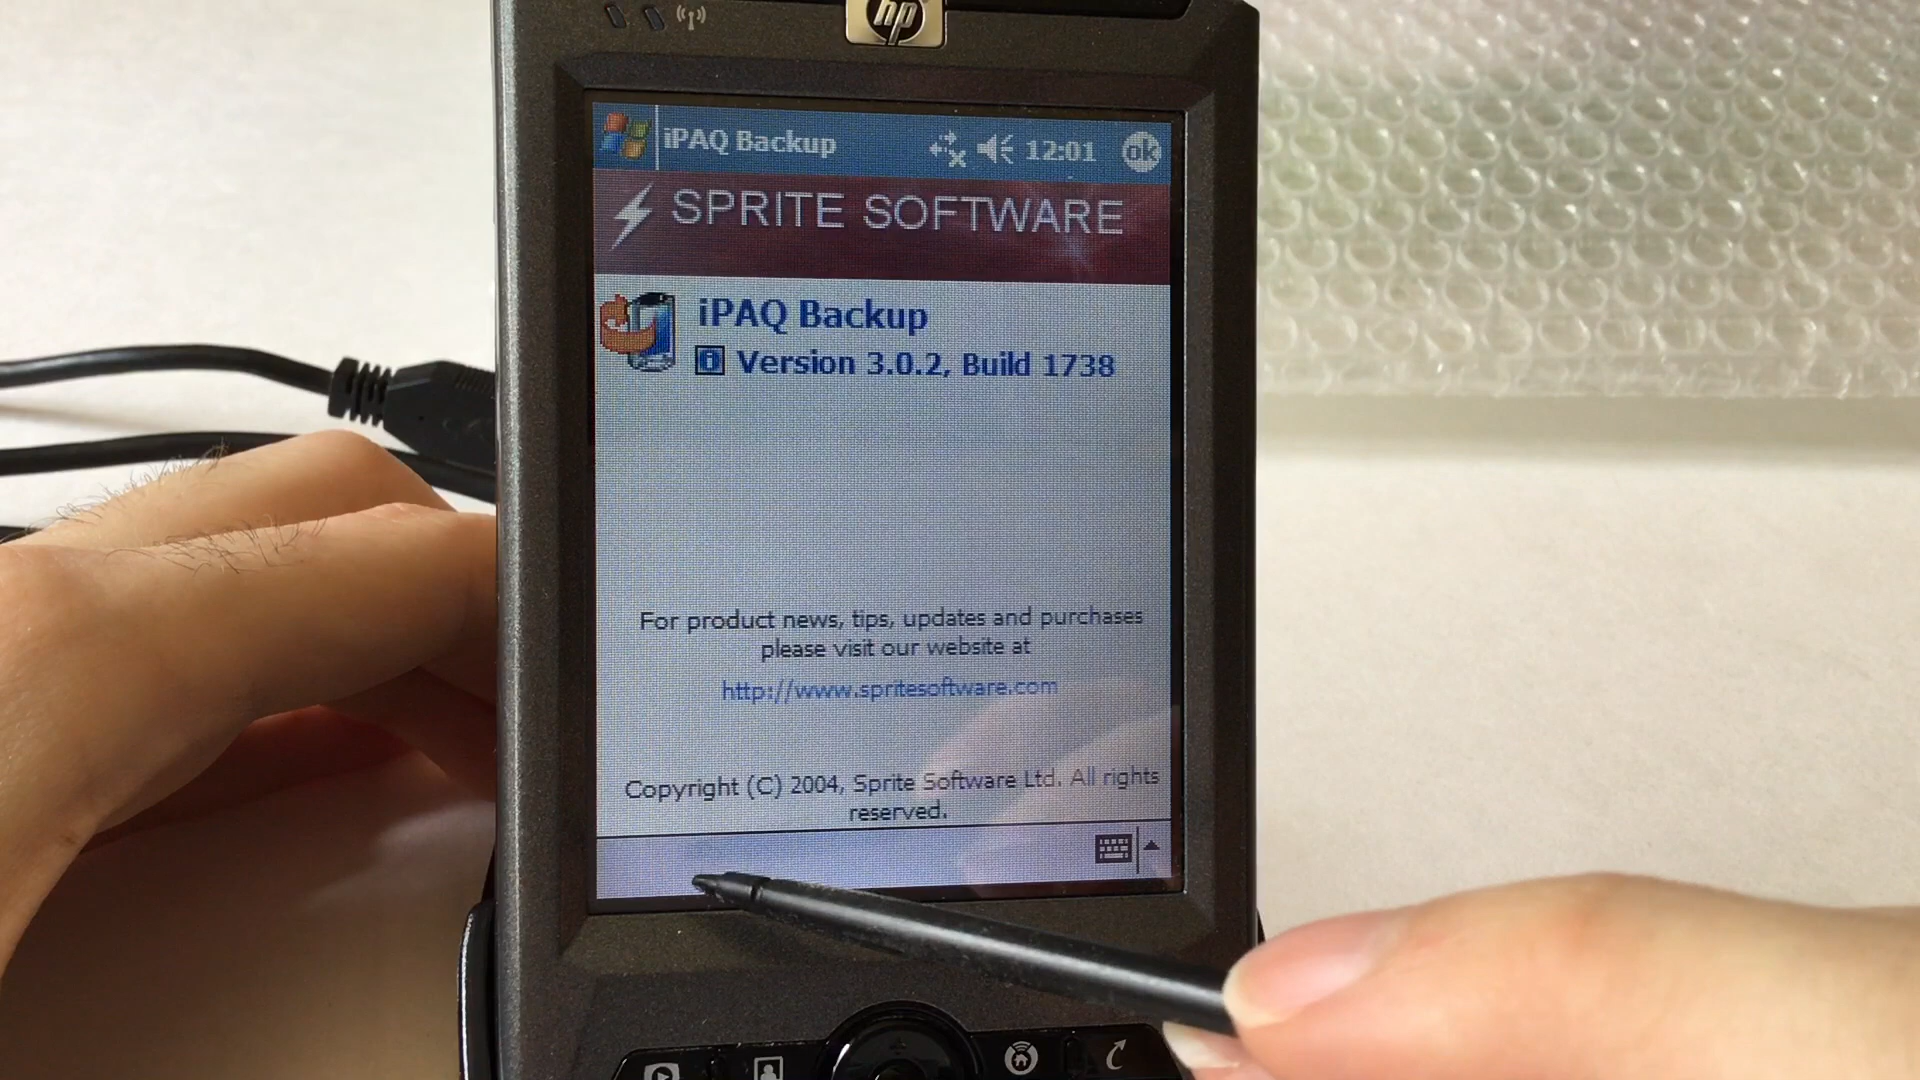 hp
iPAQ Backup 12:01 ok
SPRITE SOFTWARE
iPAQ Backup
Version 3.0.2, Build 1738
For product news, tips, updates and purchases
please visit our website at
http://www.spritesoftware.com
Copyright (C) 2004, Sprite Software Ltd. All rights
reserved.